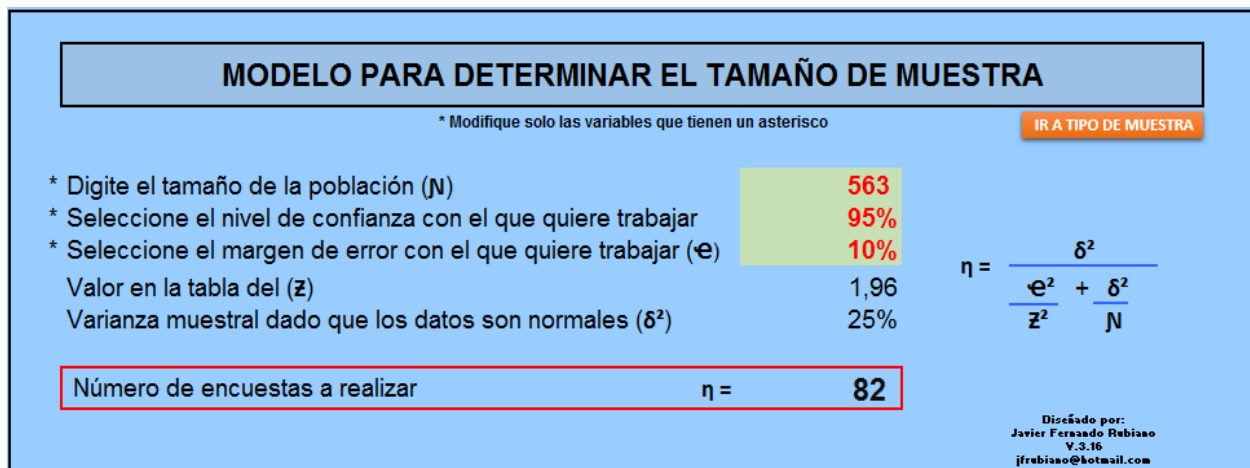 MODELO PARA DETERMINAR EL TAMAÑO DE MUESTRA
* Modifique solo las variables que tienen un asterisco
IR A TIPO DE MUESTRA
* Digite el tamaño de la población (Ɲ) 563
* Seleccione el nivel de confianza con el que quiere trabajar 95%
* Seleccione el margen de error con el que quiere trabajar (e) 10%
Valor en la tabla del (Ƶ) 1,96
Varianza muestral dado que los datos son normales (δ²) 25%
η = δ²
e² + δ²
Ƶ² Ɲ
Número de encuestas a realizar η = 82
Diseñado por:
Javier Fernando Rubiano
V.3.16
jfrubiano@hotmail.com